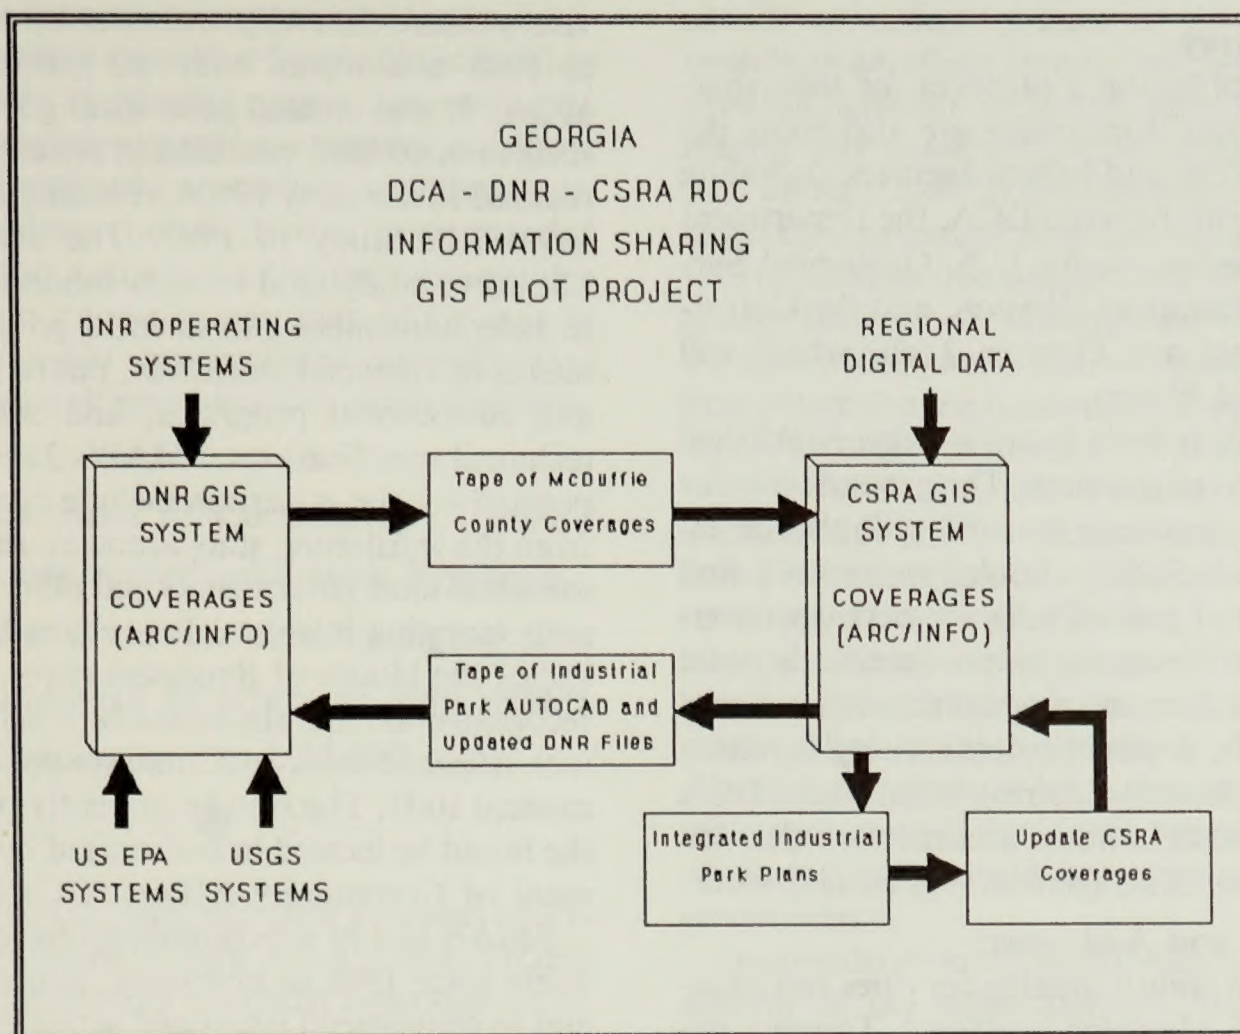 GEORGIA
DCA - DNR - CSRA RDC
INFORMATION SHARING
GIS PILOT PROJECT
DNR OPERATING
SYSTEMS
REGIONAL
DIGITAL DATA
DNR GIS
SYSTEM
COVERAGES
(ARC/INFO)
Tape of McDuffie
County Coverages
CSRA GIS
SYSTEM
COVERAGES
(ARC/INFO)
Tape of Industrial
Park AUTOCAD and
Updated DNR Files
Integrated Industrial
Park Plans
Update CSRA
Coverages
US EPA
SYSTEMS
USGS
SYSTEMS